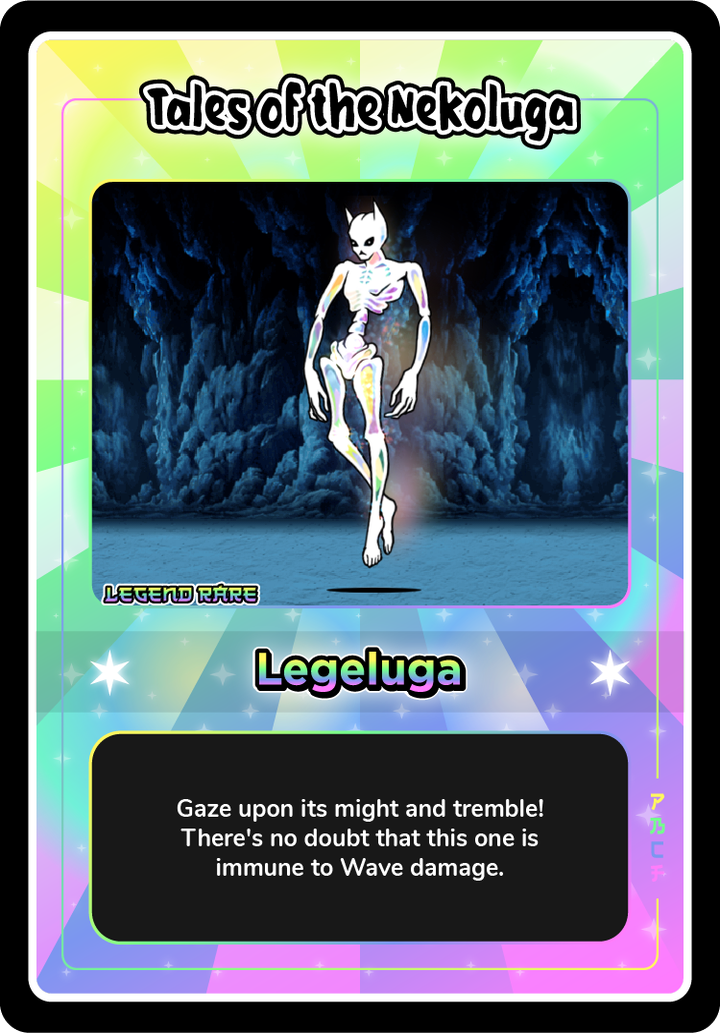 Tales of the Nekoluga
LEGEND RARE
Legeluga
Gaze upon its might and tremble!
There's no doubt that this one is
immune to Wave damage.